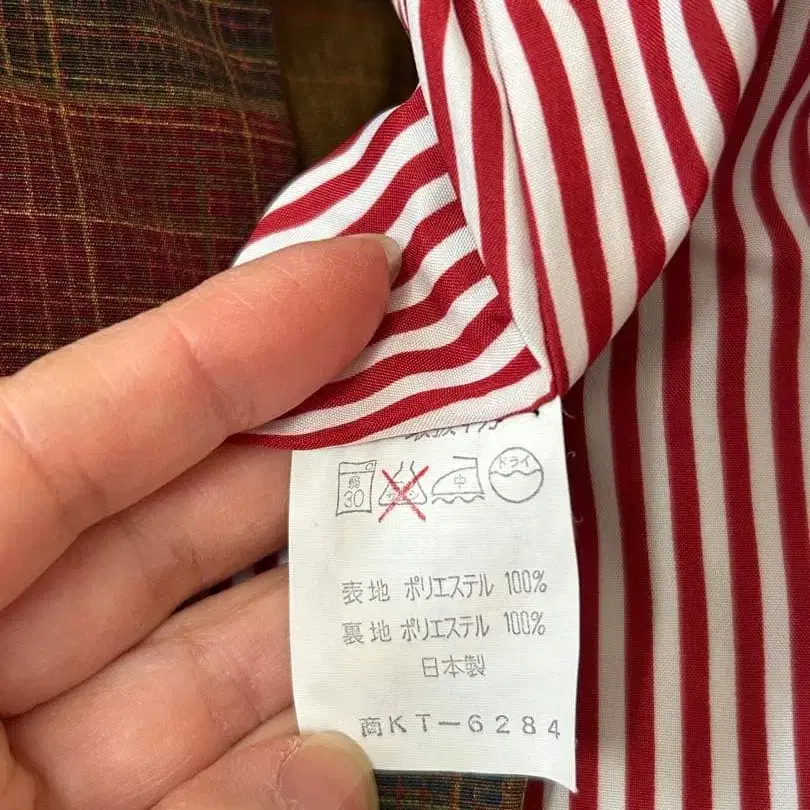 弱 30 中 ドライ
表地 ポリエステル 100%
裏地 ポリエステル 100%
日本製
商KT-6284